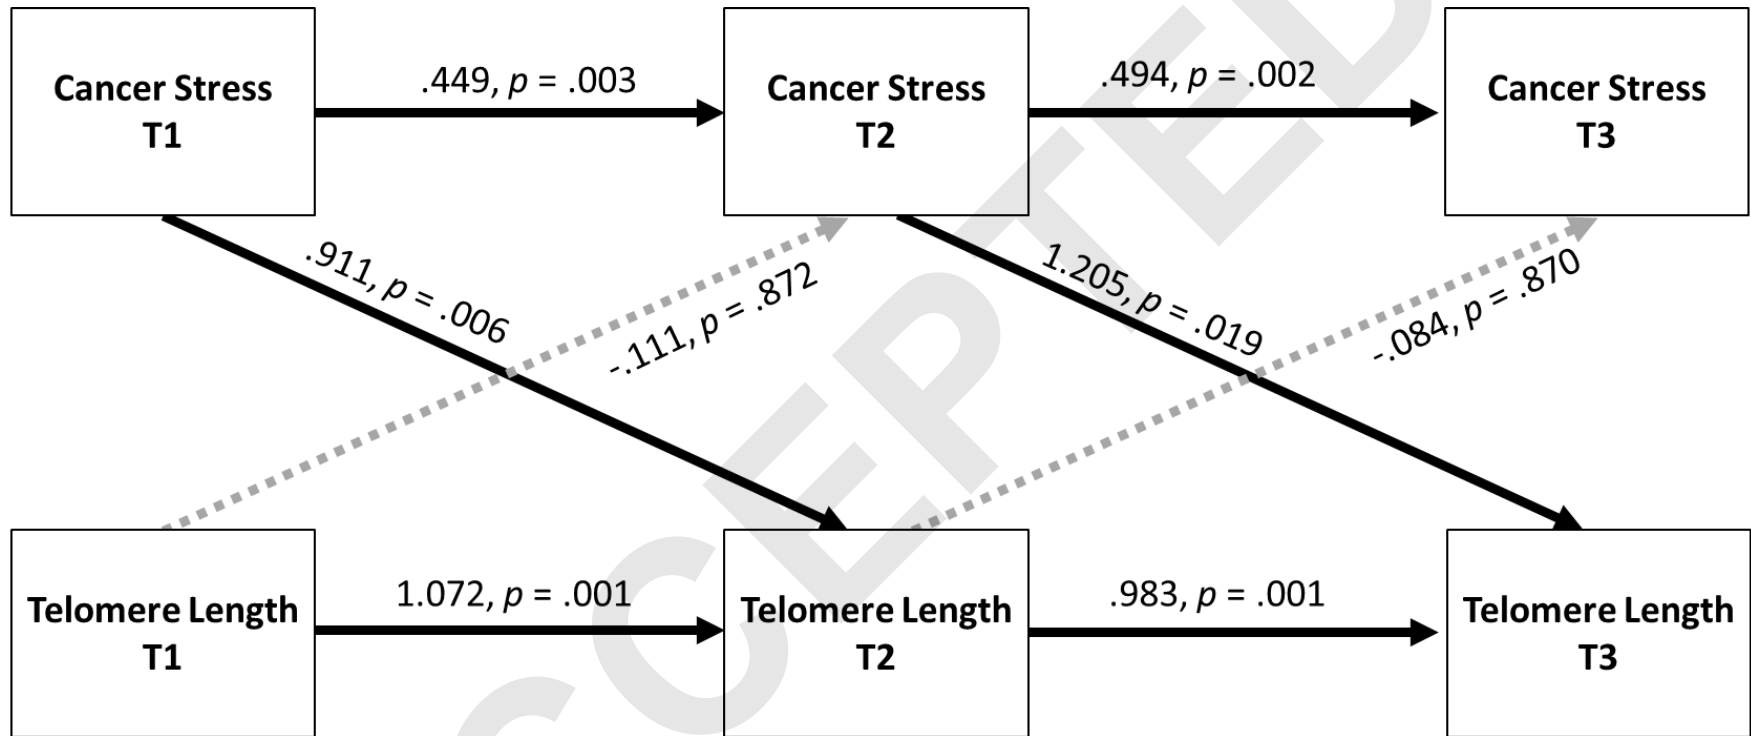 Cancer Stress
T1
.449, p = .003
Cancer Stress
T2
.494, p = .002
Cancer Stress
T3
.911, p = .006
-.111, p = .872
1.205, p = .019
-.084, p = .870
Telomere Length
T1
1.072, p = .001
Telomere Length
T2
.983, p = .001
Telomere Length
T3
CCEPTED